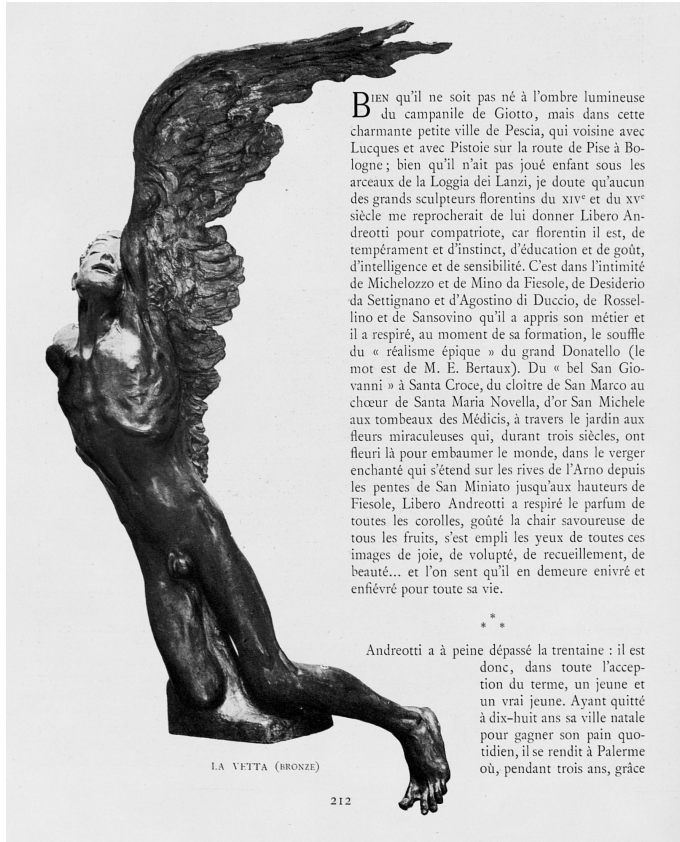 BIEN qu'il ne soit pas né à l'ombre lumineuse
du campanile de Giotto, mais dans cette
charmante petite ville de Pescia, qui voisine avec
Lucques et avec Pistoie sur la route de Pise à Bo-
logne ; bien qu'il n'ait pas joué enfant sous les
arceaux de la Loggia dei Lanzi, je doute qu'aucun
des grands sculpteurs florentins du XIVe et du XVe
siècle me reprocherait de lui donner Libero An-
dreotti pour compatriote, car florentin il est, de
tempérament et d'instinct, d'éducation et de goût,
d'intelligence et de sensibilité. C'est dans l'intimité
de Michelozzo et de Mino da Fiesole, de Desiderio
da Settignano et d'Agostino di Duccio, de Rossel-
lino et de Sansovino qu'il a appris son métier et
il a respiré, au moment de sa formation, le souffle
du « réalisme épique » du grand Donatello (le
mot est de M. E. Bertaux). Du « bel San Gio-
vanni » à Santa Croce, du cloître de San Marco au
chœur de Santa Maria Novella, d'or San Michele
aux tombeaux des Médicis, à travers le jardin aux
fleurs miraculeuses qui, durant trois siècles, ont
fleuri là pour embaumer le monde, dans le verger
enchanté qui s'étend sur les rives de l'Arno depuis
les pentes de San Miniato jusqu'aux hauteurs de
Fiesole, Libero Andreotti a respiré le parfum de
toutes les corolles, goûté la chair savoureuse de
tous les fruits, s'est empli les yeux de toutes ces
images de joie, de volupté, de recueillement, de
beauté... et l'on sent qu'il en demeure enivré et
enfiévré pour toute sa vie.
*
* *
Andreotti a à peine dépassé la trentaine : il est
donc, dans toute l'accep-
tion du terme, un jeune et
un vrai jeune. Ayant quitté
à dix-huit ans sa ville natale
pour gagner son pain quo-
tidien, il se rendit à Palerme
où, pendant trois ans, grâce
LA VETTA (BRONZE)
212